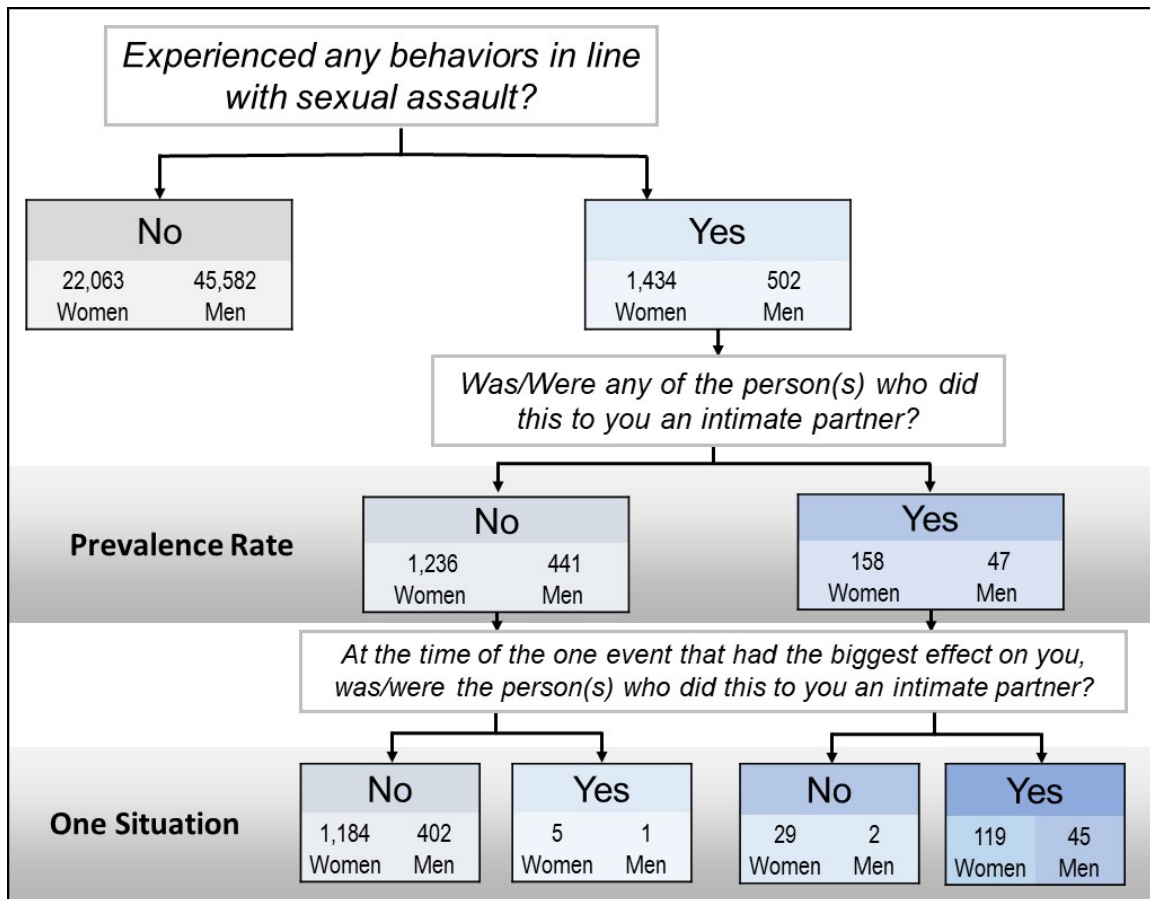 Experienced any behaviors in line
with sexual assault?
No
22,063 45,582
Women Men
Yes
1,434 502
Women Men
Was/Were any of the person(s) who did
this to you an intimate partner?
Prevalence Rate
No
1,236 441
Women Men
Yes
158 47
Women Men
At the time of the one event that had the biggest effect on you,
was/were the person(s) who did this to you an intimate partner?
One Situation
No
1,184 402
Women Men
Yes
5 1
Women Men
No
29 2
Women Men
Yes
119 45
Women Men